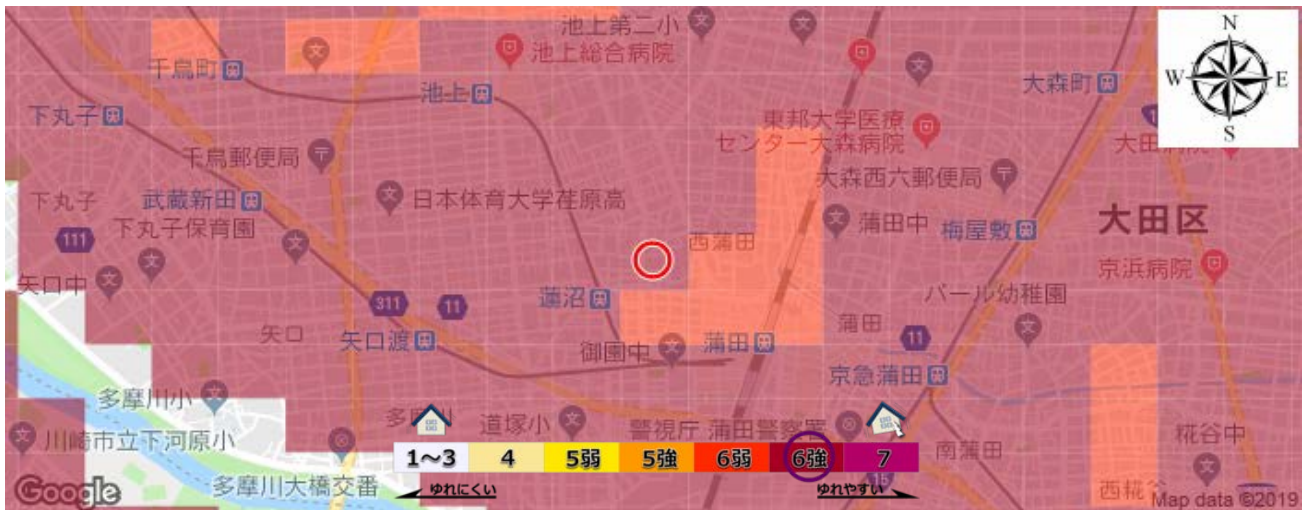 池上第二小
池上総合病院
千鳥町
池上
大森町
下丸子
東邦大学医療
センター大森病院
千鳥郵便局
大森西六郵便局
下丸子
武蔵新田
日本体育大学荏原高
下丸子保育園
西蒲田
蒲田中
梅屋敷
大田区
111
矢口中
京浜病院
311
11
蓮沼
パール幼稚園
矢口
矢口渡
御園中
蒲田
蒲田
11
京急蒲田
多摩川小
道塚小
警視庁 蒲田警察署
川崎市立下河原小
南蒲田
糀谷中
1～3
4
5弱
5強
6弱
6強
7
ゆれにくい
ゆれやすい
15
多摩川大橋交番
西糀谷
Google
Map data ©2019
N
W
E
S